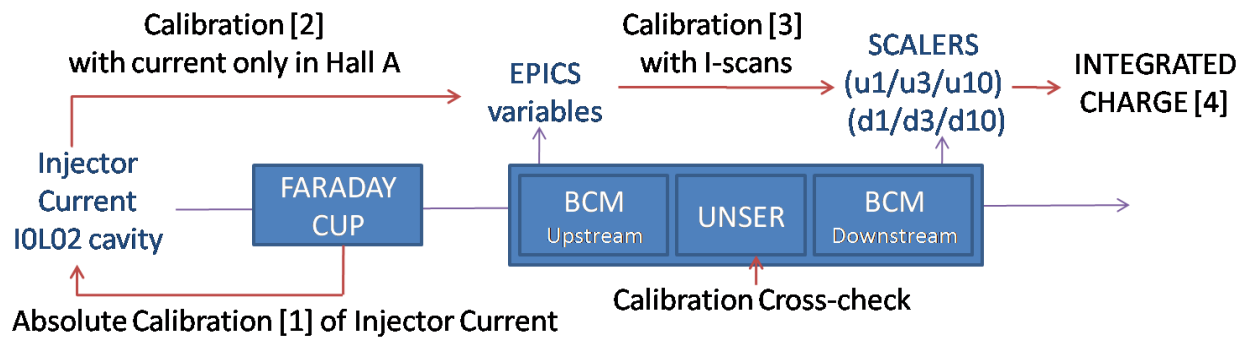 Calibration [2]
with current only in Hall A
EPICS
variables
Calibration [3]
with I-scans
SCALERS
(u1/u3/u10)
(d1/d3/d10)
INTEGRATED
CHARGE [4]
Injector
Current
I0L02 cavity
FARADAY
CUP
BCM
Upstream
UNSER
BCM
Downstream
Absolute Calibration [1] of Injector Current
Calibration Cross-check